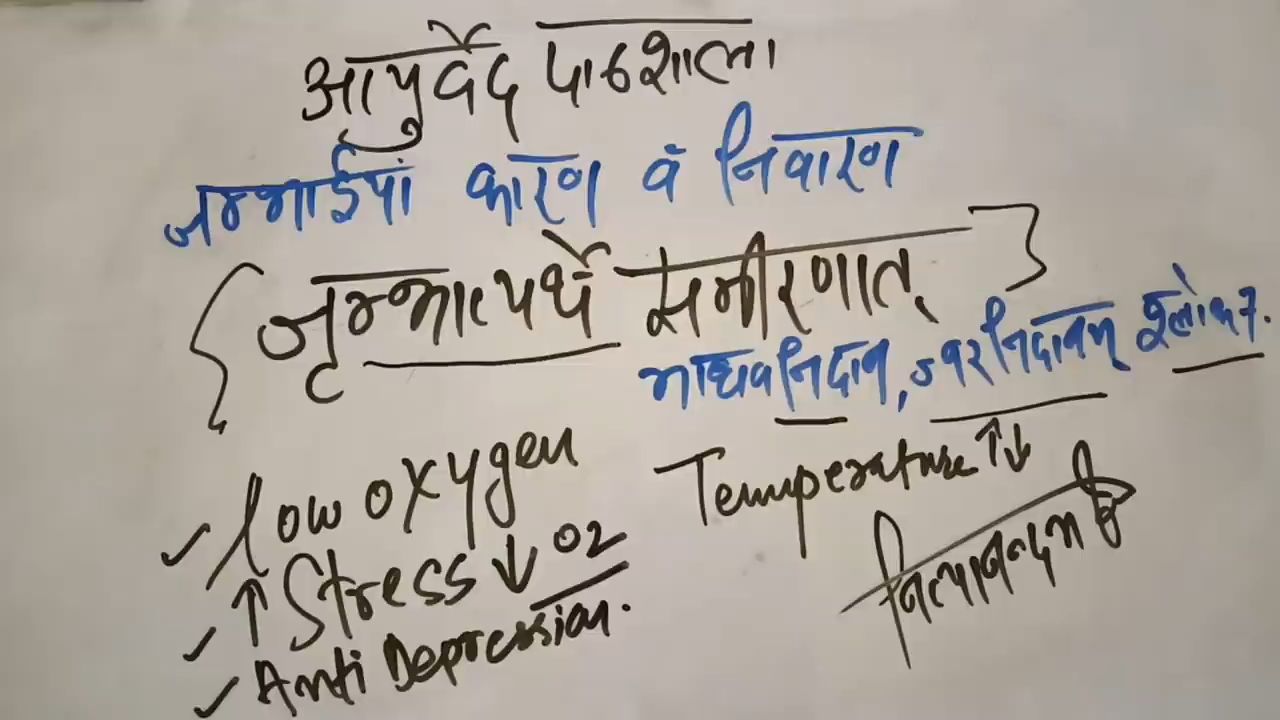 आयुर्वेद पाठशाला
जम्भाईयां कारण वं निवारण
{ जृम्भात्यर्थे समीरणात् }
माधवनिदान, ज्वरनिदानम् श्लोक 7.
✓ low oxygen
Temperature ↑↓
✓ ↑ Stress ↓ O2
✓ Anti Depression.